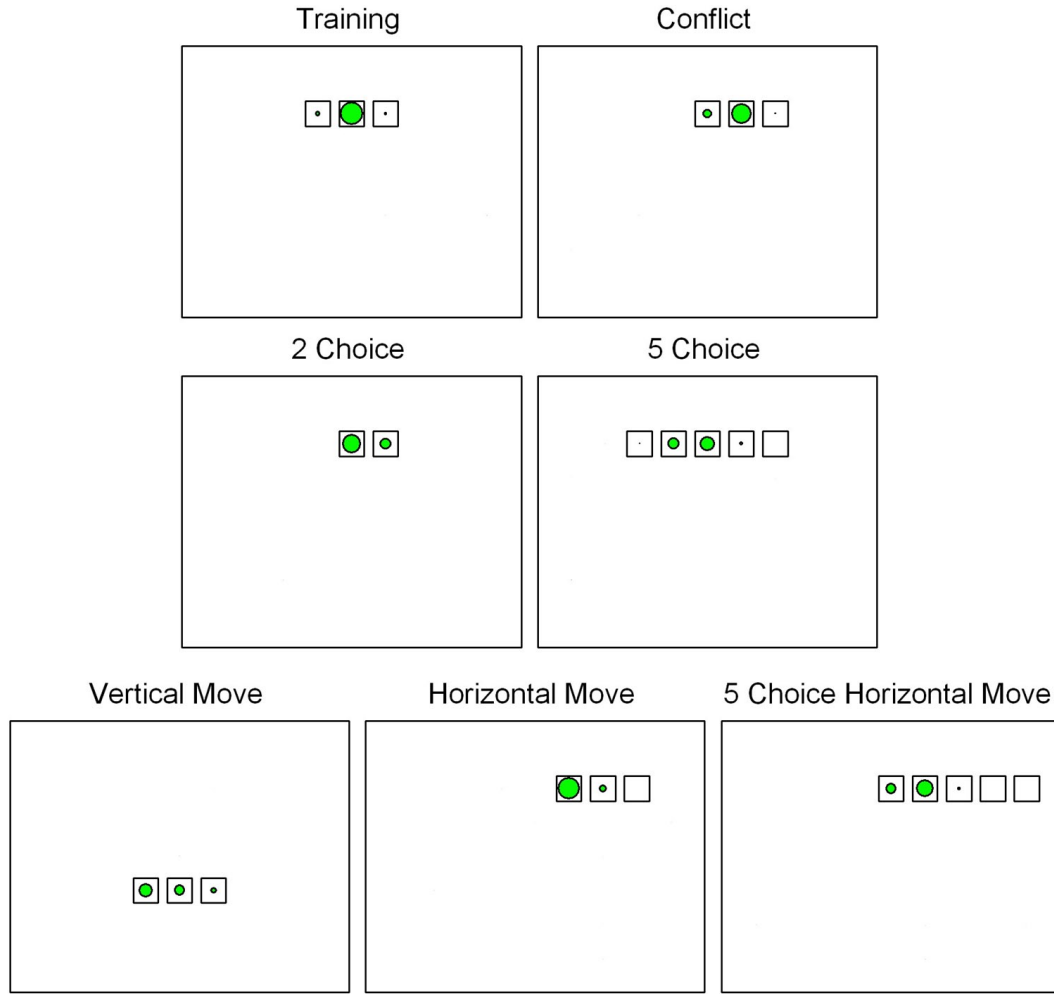 Training
Conflict
2 Choice
5 Choice
Vertical Move
Horizontal Move
5 Choice Horizontal Move